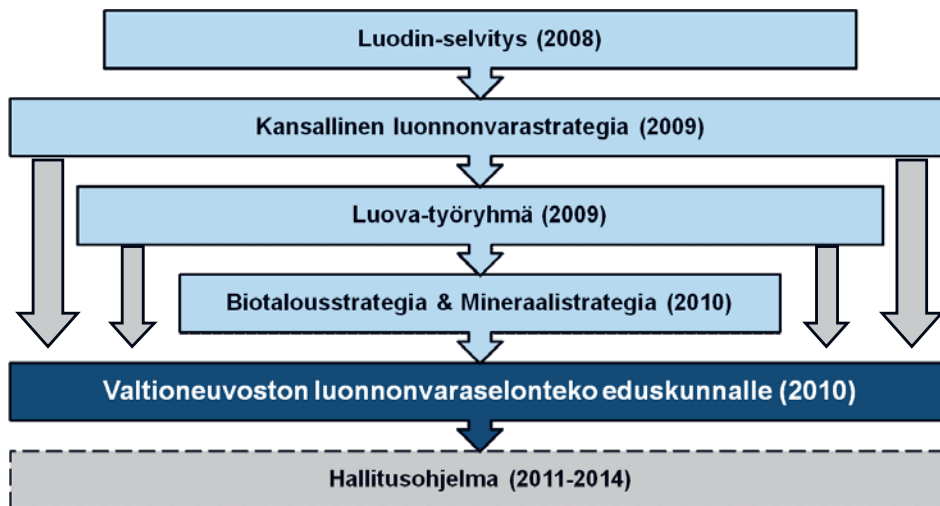 Luodin-selvitys (2008)
Kansallinen luonnonvarastrategia (2009)
Luova-työryhmä (2009)
Biotalousstrategia & Mineraalistrategia (2010)
Valtioneuvoston luonnonvaraselonteko eduskunnalle (2010)
Hallitusohjelma (2011-2014)